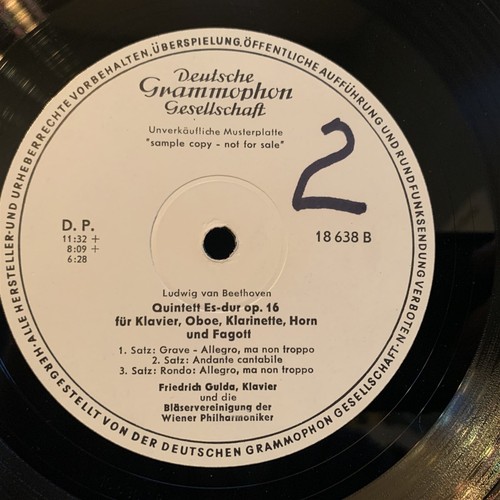 ALLE HERSTELLER- UND URHEBERRECHTE VORBEHALTEN, ÜBERSPIELUNG, ÖFFENTLICHE AUFFÜHRUNG UND RUNDFUNKSENDUNG VERBOTEN.
Deutsche
Grammophon
Gesellschaft
Unverkäufliche Musterplatte
"sample copy - not for sale"
2
D. P.
11:32 +
8:09 +
6:28
18 638 B
Ludwig van Beethoven
Quintett Es-dur op. 16
für Klavier, Oboe, Klarinette, Horn
und Fagott
1. Satz: Grave - Allegro, ma non troppo
2. Satz: Andante cantabile
3. Satz: Rondo: Allegro, ma non troppo
Friedrich Gulda, Klavier
und die
Bläservereinigung der
Wiener Philharmoniker
HERGESTELLT VON DER DEUTSCHEN GRAMMOPHON GESELLSCHAFT.